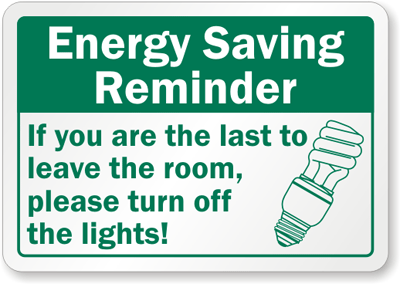 Energy Saving
Reminder
If you are the last to
leave the room,
please turn off
the lights!